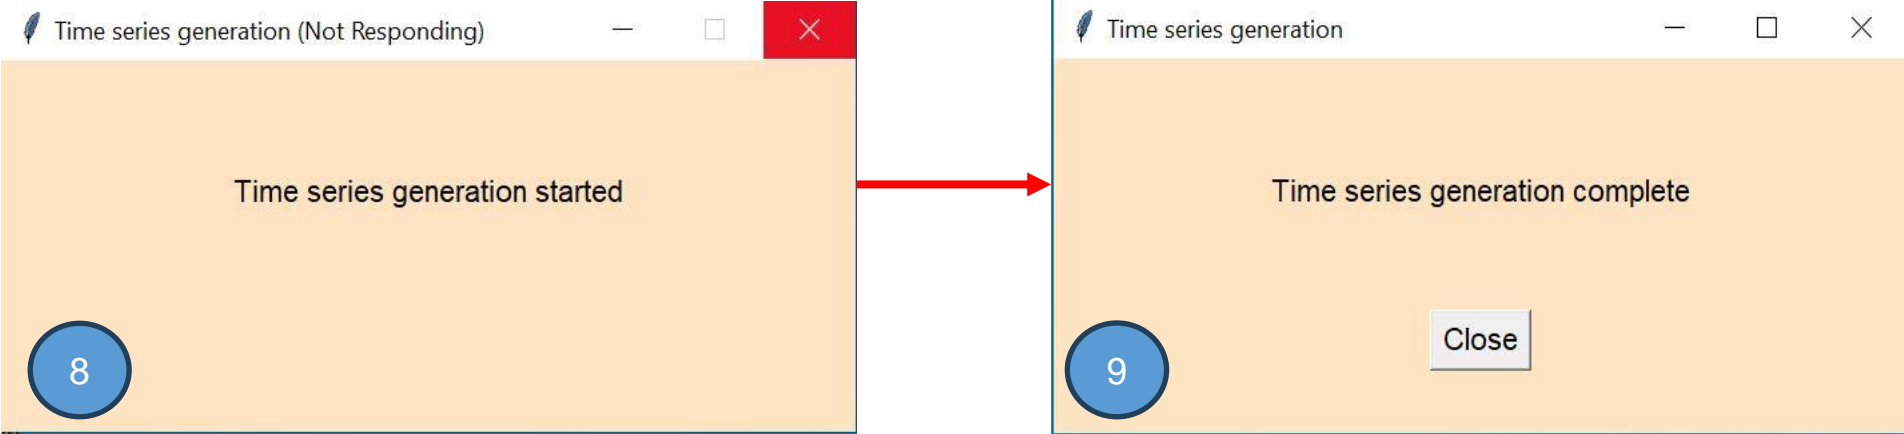 Time series generation (Not Responding)
Time series generation started
8
Time series generation
Time series generation complete
Close
9